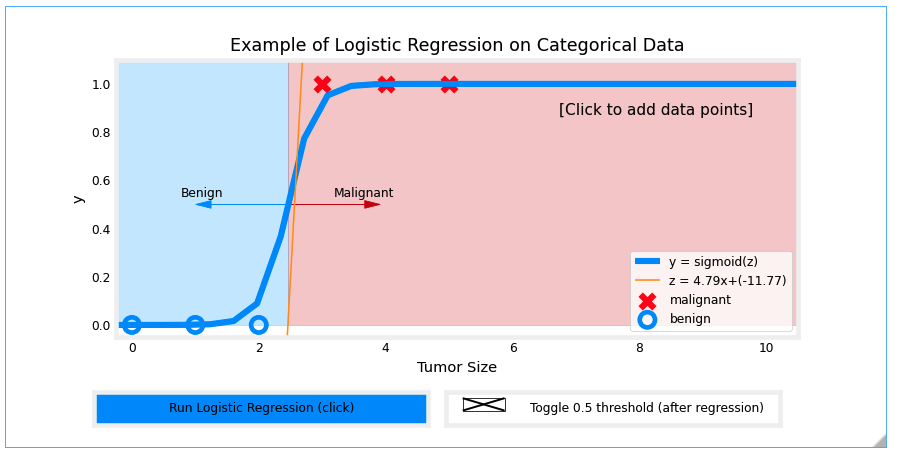 Example of Logistic Regression on Categorical Data
1.0
0.8
0.6
0.4
0.2
0.0
y
[Click to add data points]
Benign
Malignant
y = sigmoid(z)
z = 4.79x+(-11.77)
malignant
benign
0 2 4 6 8 10
Tumor Size
Run Logistic Regression (click)
Toggle 0.5 threshold (after regression)